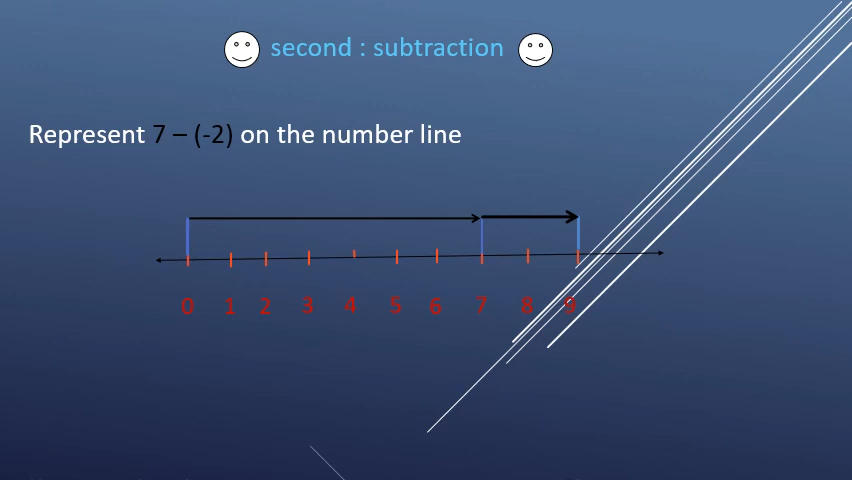 second : subtraction
Represent 7 – (-2) on the number line
0 1 2 3 4 5 6 7 8 9